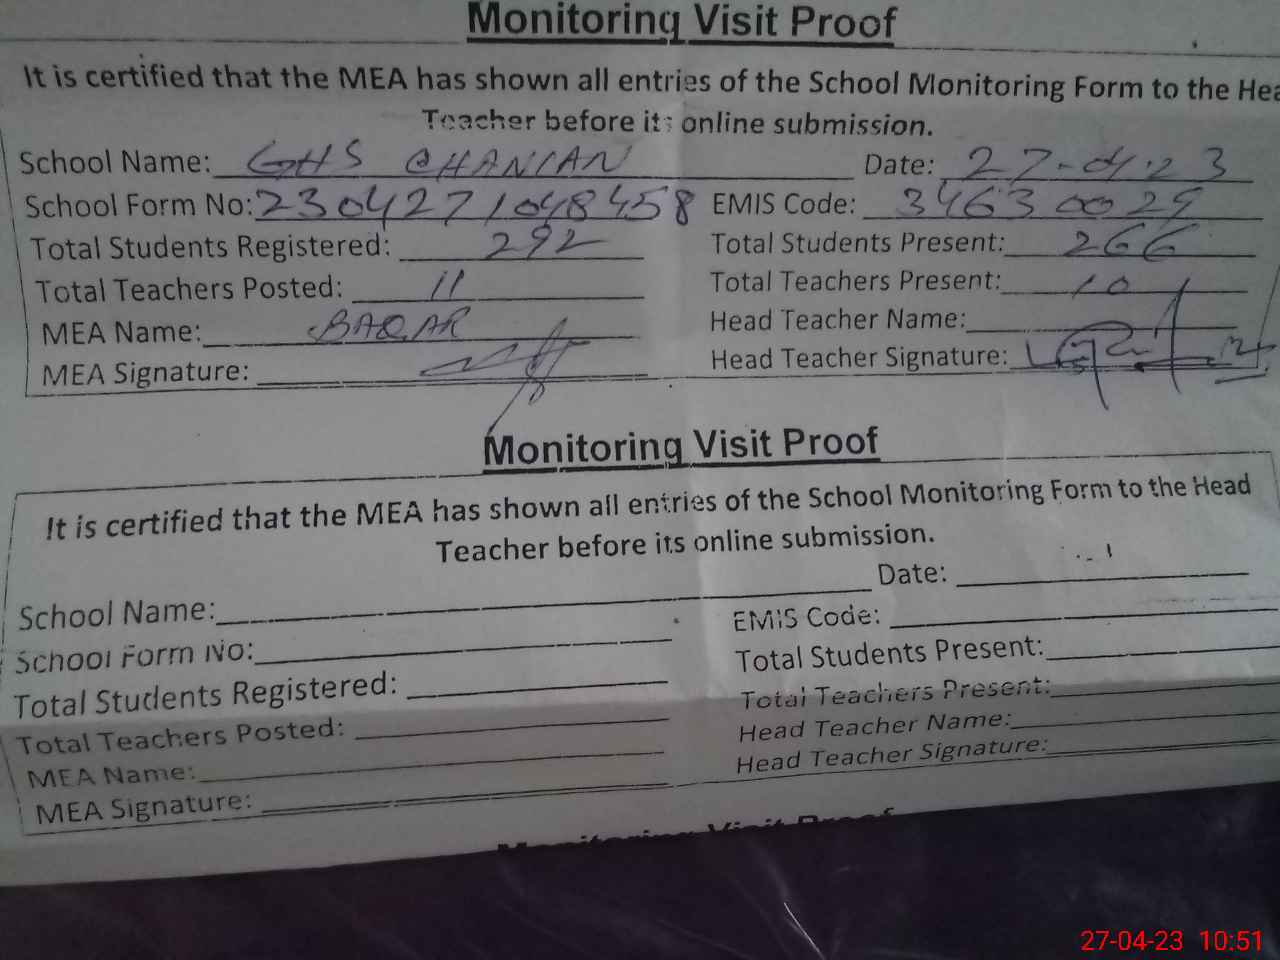 Monitoring Visit Proof
It is certified that the MEA has shown all entries of the School Monitoring Form to the Hea
Teacher before its online submission.
School Name: GHS CHANIAN Date: 27-04-23
School Form No: 2304271048458 EMIS Code: 34630029
Total Students Registered: 292 Total Students Present: 266
Total Teachers Posted: 11 Total Teachers Present: 10
MEA Name: BAQAR Head Teacher Name:
MEA Signature: Head Teacher Signature:
Monitoring Visit Proof
It is certified that the MEA has shown all entries of the School Monitoring Form to the Head
Teacher before its online submission.
School Name: Date:
School Form No: EMIS Code:
Total Students Registered: Total Students Present:
Total Teachers Posted: Total Teachers Present:
MEA Name: Head Teacher Name:
MEA Signature: Head Teacher Signature:
Monitoring Visit Proof
27-04-23 10:51